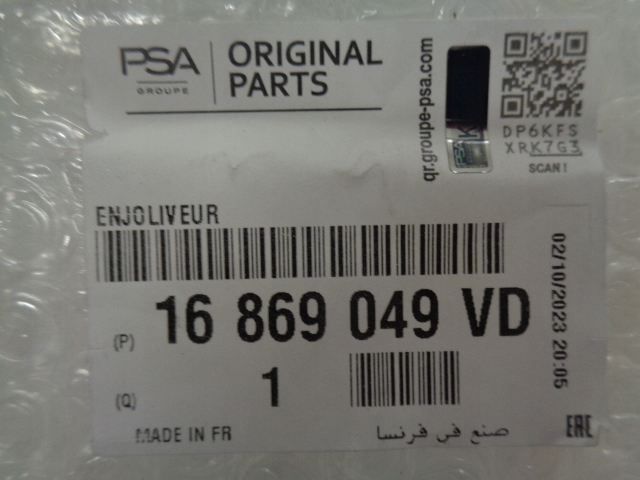 PSA
GROUPE
ORIGINAL
PARTS
qr.groupe-psa.com
DP6KFS
XRK7G3
SCAN!
ENJOLIVEUR
02/10/2023 20:05
(P) 16 869 049 VD
(Q) 1
MADE IN FR
صنع في فرنسا
EAC